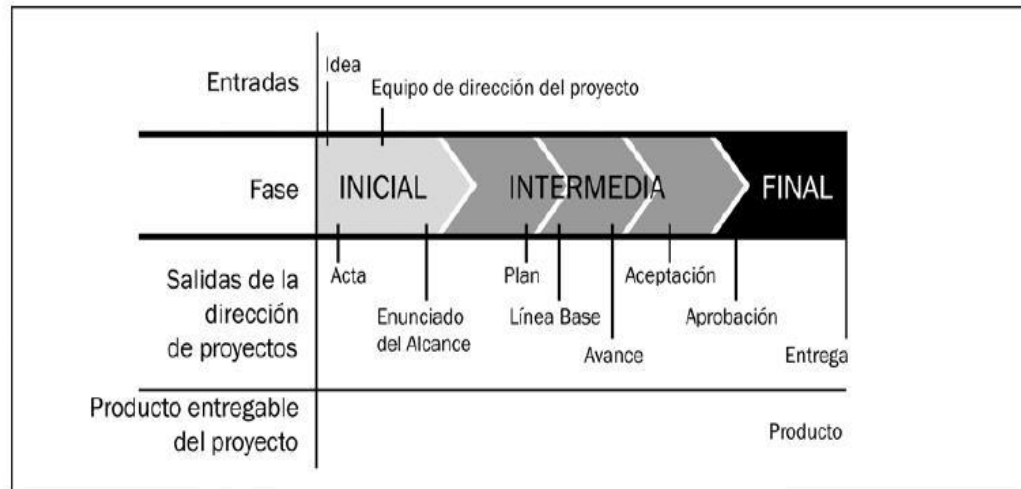 Idea
Entradas
Equipo de dirección del proyecto
Fase
INICIAL
INTERMEDIA
FINAL
Salidas de la
dirección
de proyectos
Acta
Plan
Aceptación
Enunciado
del Alcance
Línea Base
Aprobación
Avance
Entrega
Producto entregable
del proyecto
Producto